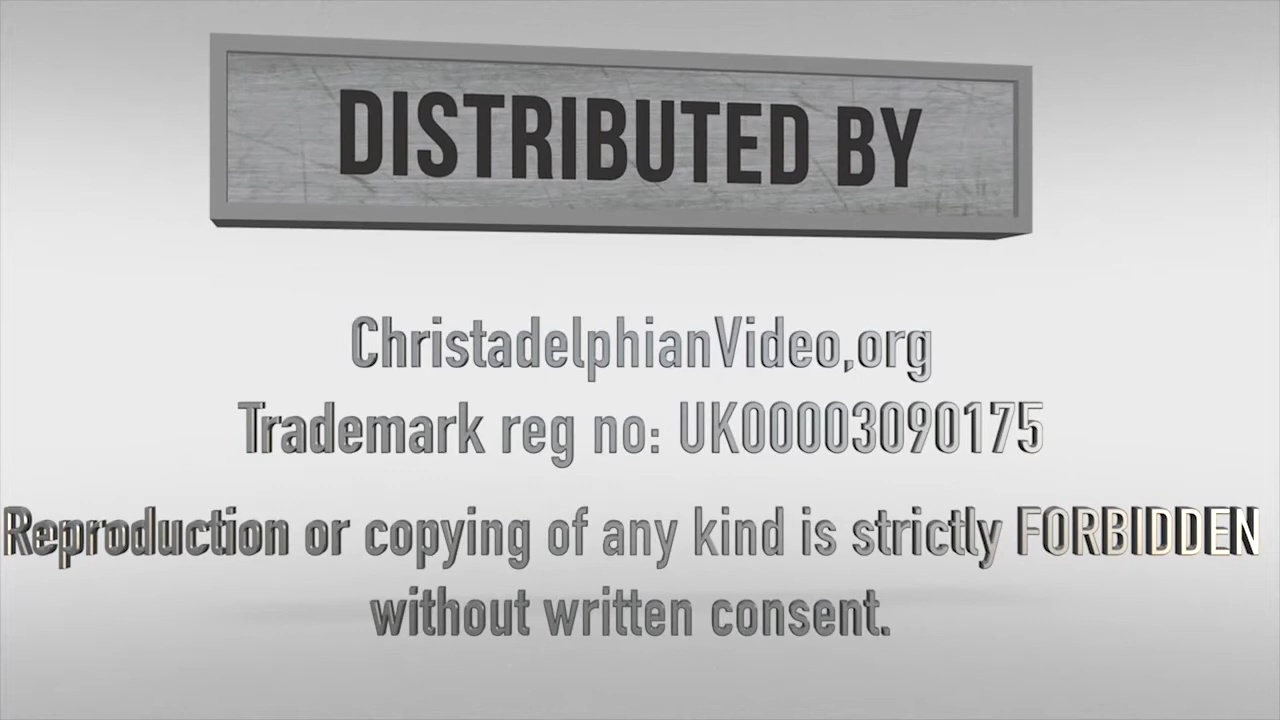 DISTRIBUTED BY
ChristadelphianVideo,org
Trademark reg no: UK00003090175
Reproduction or copying of any kind is strictly FORBIDDEN
without written consent.